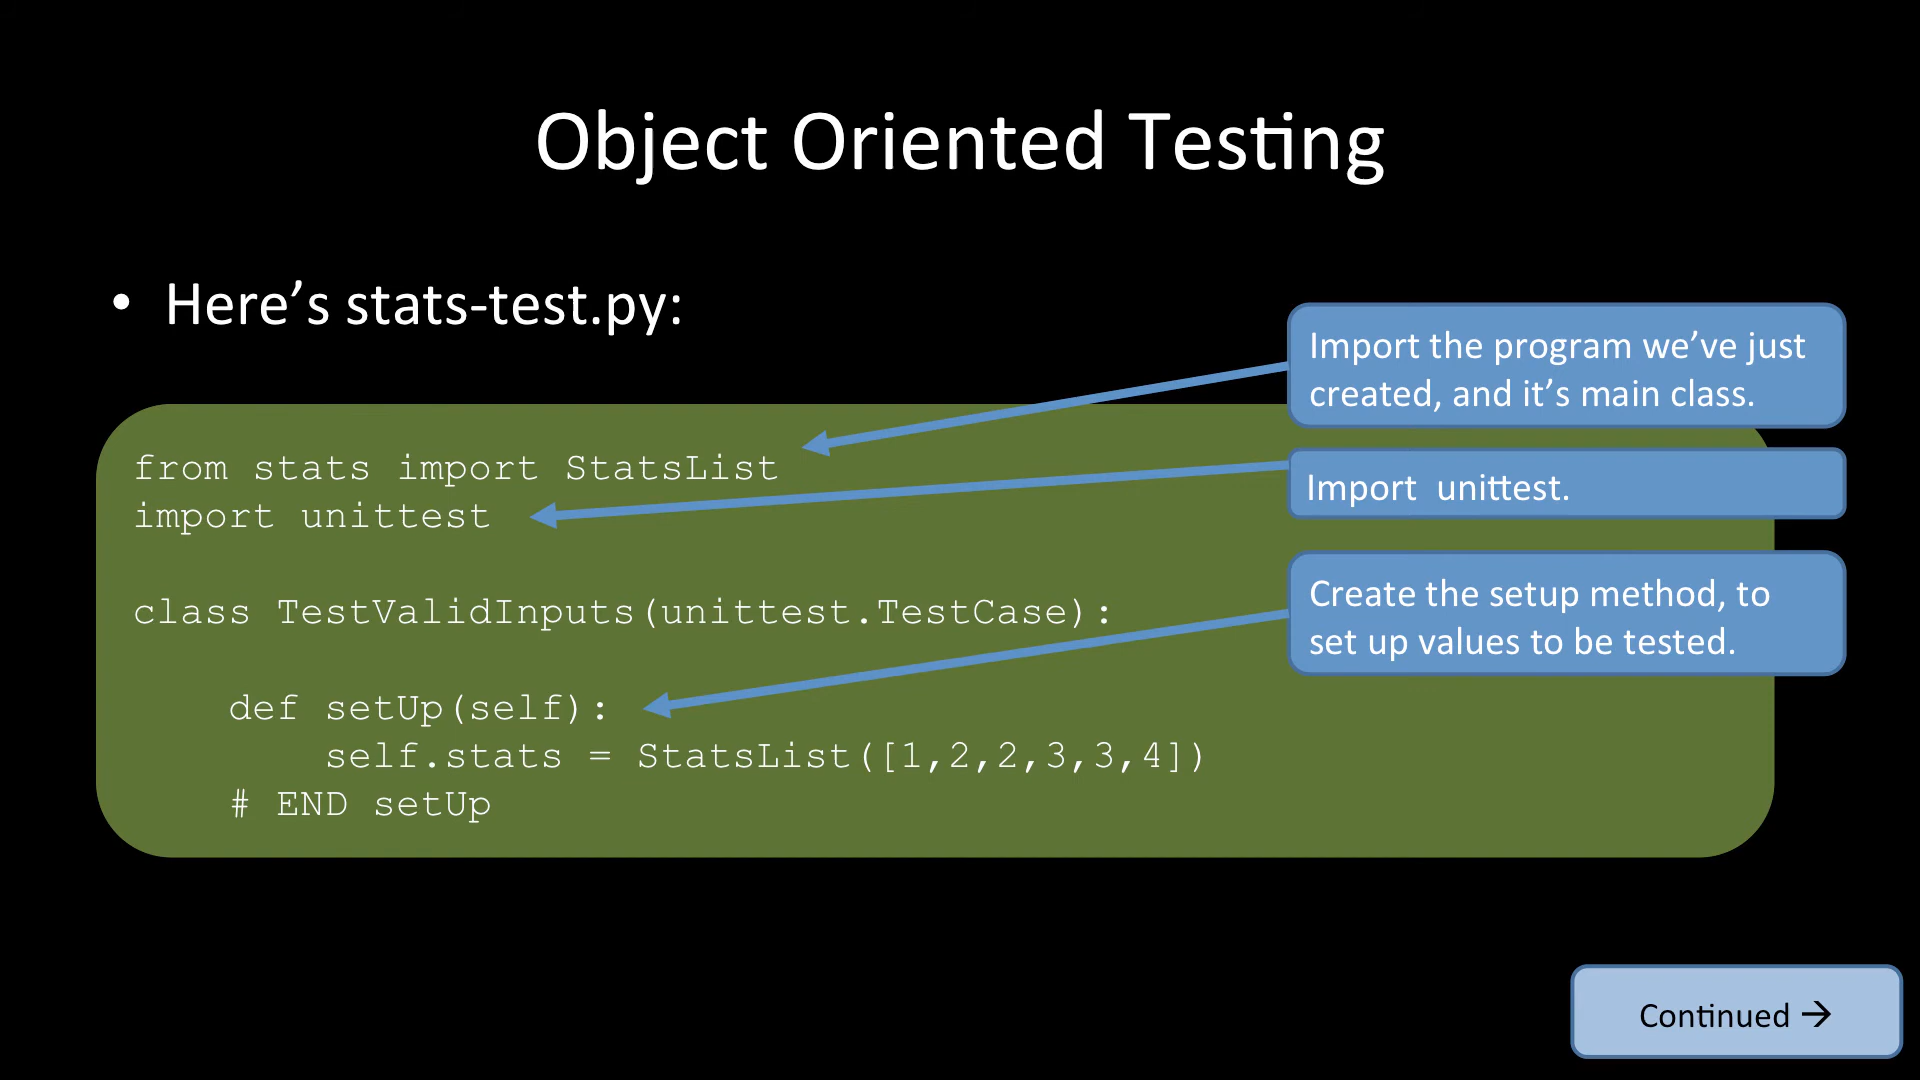 Object Oriented Testing
• Here’s stats-test.py:
Import the program we’ve just
created, and it’s main class.
from stats import StatsList
import unittest
Import  unittest.
class TestValidInputs(unittest.TestCase):
Create the setup method, to
set up values to be tested.
    def setUp(self):
        self.stats = StatsList([1,2,2,3,3,4])
    # END setUp
Continued →